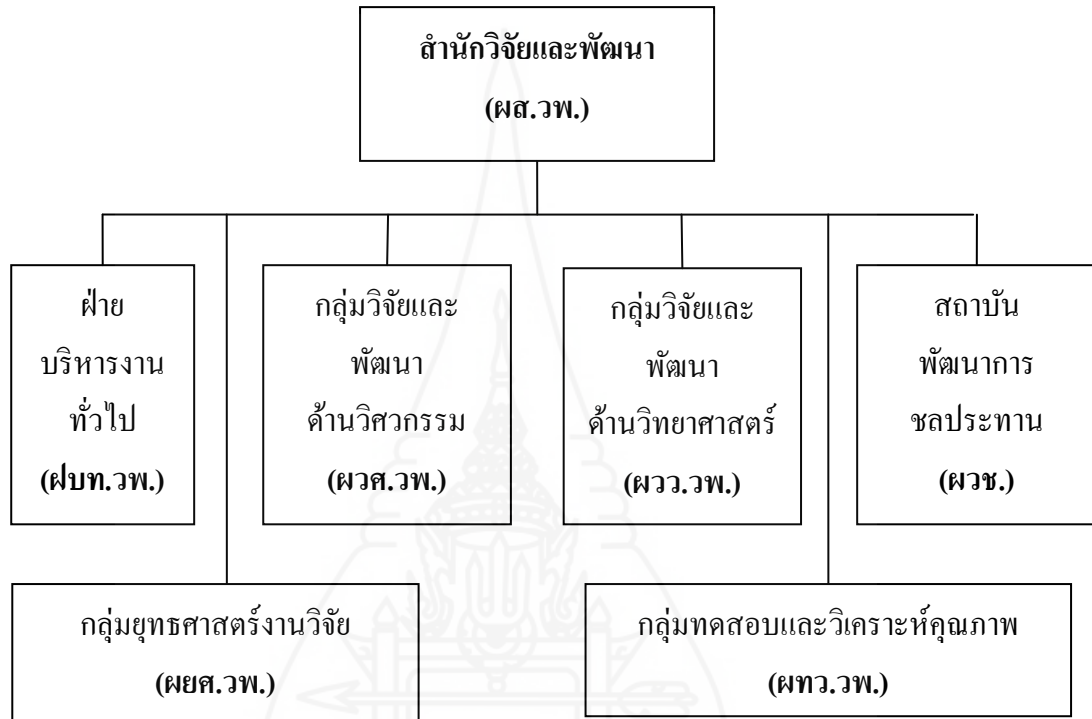 สำนักวิจัยและพัฒนา
(ผส.วพ.)
ฝ่าย
บริหารงาน
ทั่วไป
(ฝบท.วพ.)
กลุ่มวิจัยและ
พัฒนา
ด้านวิศวกรรม
(ผวศ.วพ.)
กลุ่มวิจัยและ
พัฒนา
ด้านวิทยาศาสตร์
(ผวว.วพ.)
สถาบัน
พัฒนาการ
ชลประทาน
(ผวช.)
กลุ่มยุทธศาสตร์งานวิจัย
(ผยศ.วพ.)
กลุ่มทดสอบและวิเคราะห์คุณภาพ
(ผทว.วพ.)